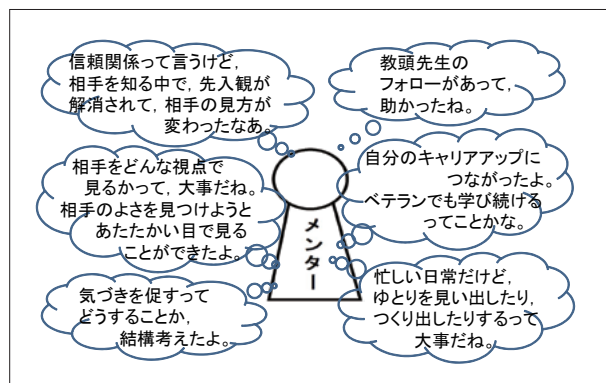 信頼関係って言うけど，
相手を知る中で，先入観が
解消されて，相手の見方が
変わったなあ。
教頭先生の
フォローがあって，
助かったね。
相手をどんな視点で
見るかって，大事だね。
相手のよさを見つけようと
あたたかい目で見る
ことができたよ。
自分のキャリアアップに
つながったよ。
ベテランでも学び続ける
ってことかな。
メンター
気づきを促すって
どうすることか，
結構考えたよ。
忙しい日常だけど，
ゆとりを見い出したり，
つくり出したりするって
大事だね。